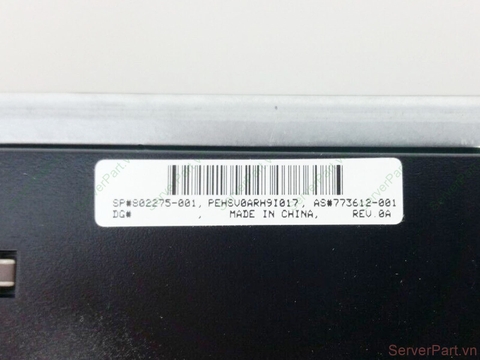 SP#802275-001, PEHSV0ARH9I017, AS#773612-001
DG# , MADE IN CHINA, REV.0A
ServerPart.vn